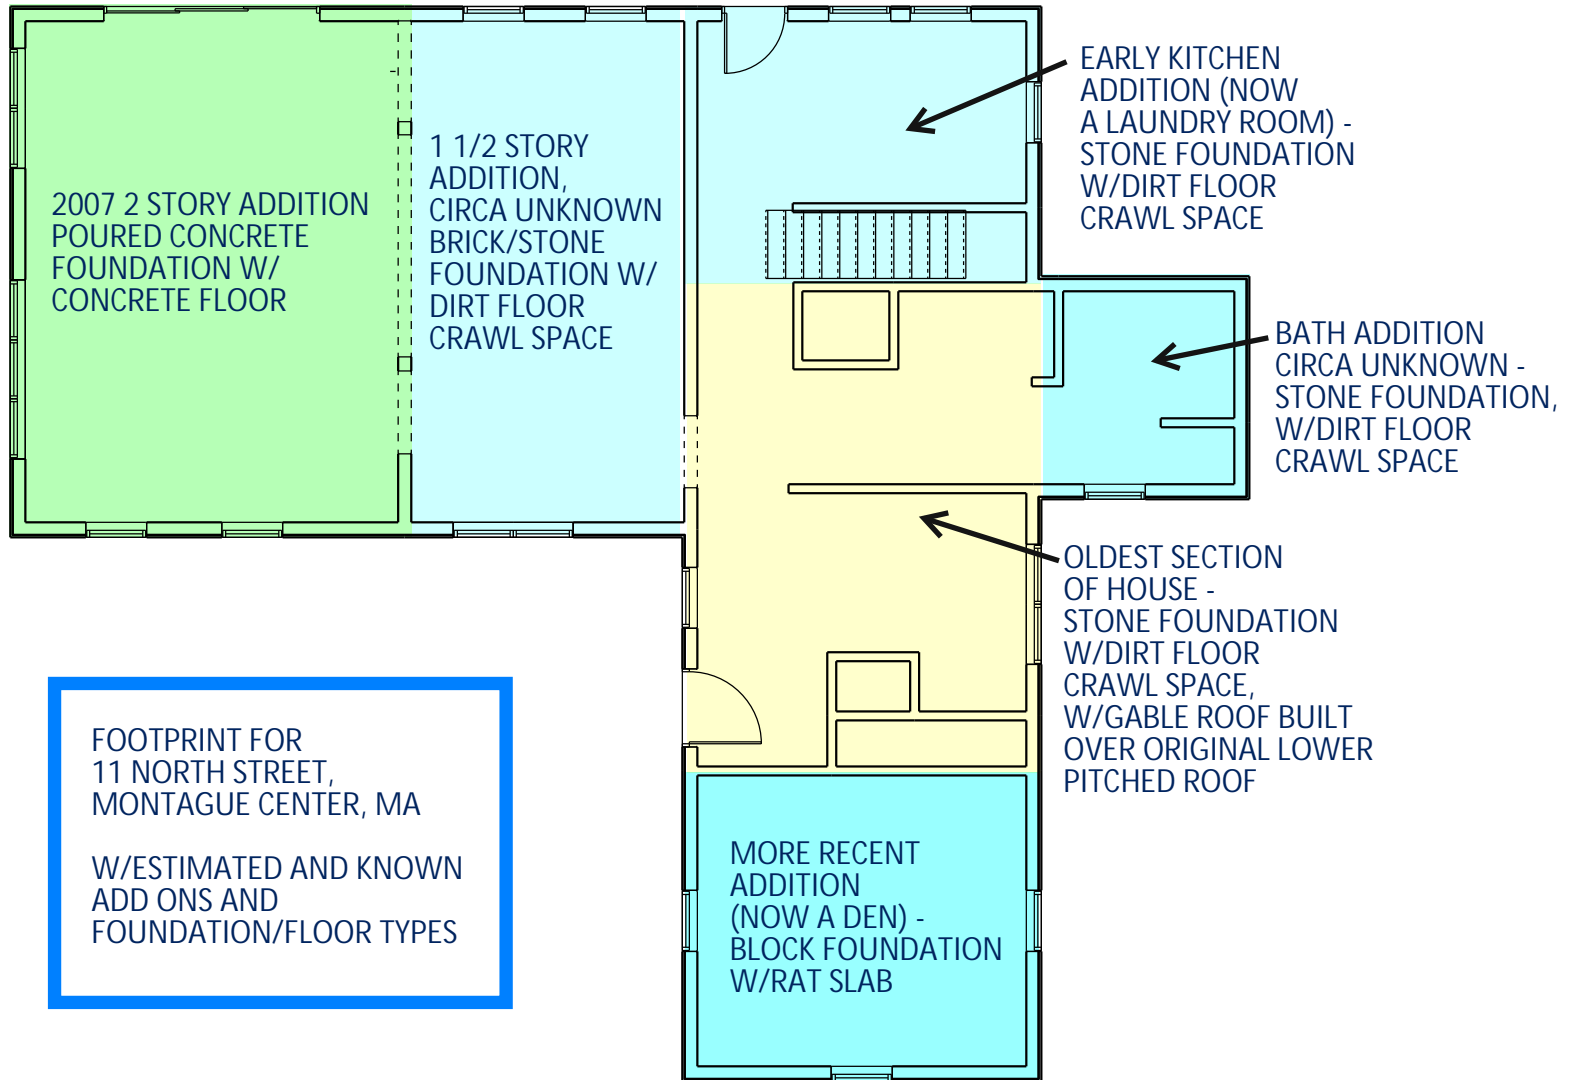 EARLY KITCHEN
ADDITION (NOW
A LAUNDRY ROOM) -
STONE FOUNDATION
W/DIRT FLOOR
CRAWL SPACE
1 1/2 STORY
ADDITION,
CIRCA UNKNOWN
BRICK/STONE
FOUNDATION W/
DIRT FLOOR
CRAWL SPACE
2007 2 STORY ADDITION
POURED CONCRETE
FOUNDATION W/
CONCRETE FLOOR
BATH ADDITION
CIRCA UNKNOWN -
STONE FOUNDATION,
W/DIRT FLOOR
CRAWL SPACE
OLDEST SECTION
OF HOUSE -
STONE FOUNDATION
W/DIRT FLOOR
CRAWL SPACE,
W/GABLE ROOF BUILT
OVER ORIGINAL LOWER
PITCHED ROOF
FOOTPRINT FOR
11 NORTH STREET,
MONTAGUE CENTER, MA
W/ESTIMATED AND KNOWN
ADD ONS AND
FOUNDATION/FLOOR TYPES
MORE RECENT
ADDITION
(NOW A DEN) -
BLOCK FOUNDATION
W/RAT SLAB